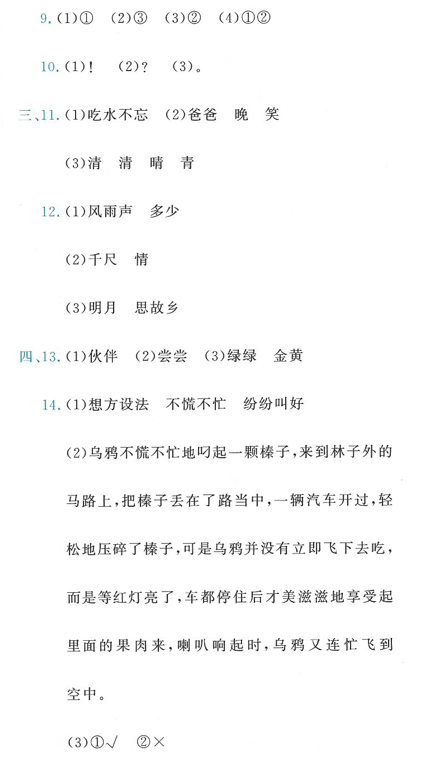 9.(1)① (2)③ (3)② (4)①②
10.(1)! (2)? (3)。
三、11.(1)吃水不忘 (2)爸爸 晚 笑
(3)清 清 晴 青
12.(1)风雨声 多少
(2)千尺 情
(3)明月 思故乡
四、13.(1)伙伴 (2)尝尝 (3)绿绿 金黄
14.(1)想方设法 不慌不忙 纷纷叫好
(2)乌鸦不慌不忙地叼起一颗榛子,来到林子外的
马路上,把榛子丢在了路当中,一辆汽车开过,轻
松地压碎了榛子,可是乌鸦并没有立即飞下去吃,
而是等红灯亮了,车都停住后才美滋滋地享受起
里面的果肉来,喇叭响起时,乌鸦又连忙飞到
空中。
(3)①√ ②×